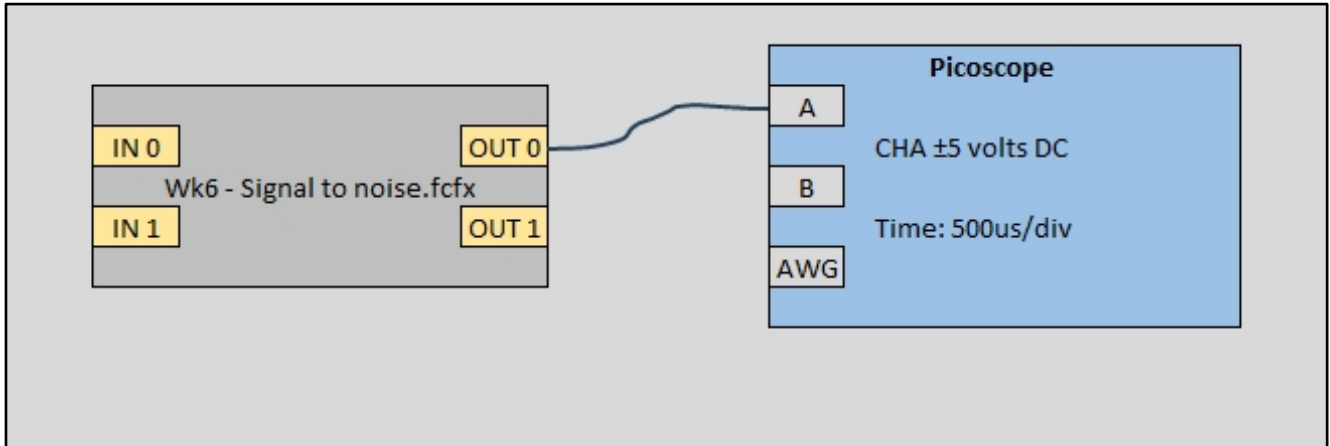 IN 0
OUT 0
Wk6 - Signal to noise.fcfx
IN 1
OUT 1
Picoscope
A
CHA ±5 volts DC
B
Time: 500us/div
AWG